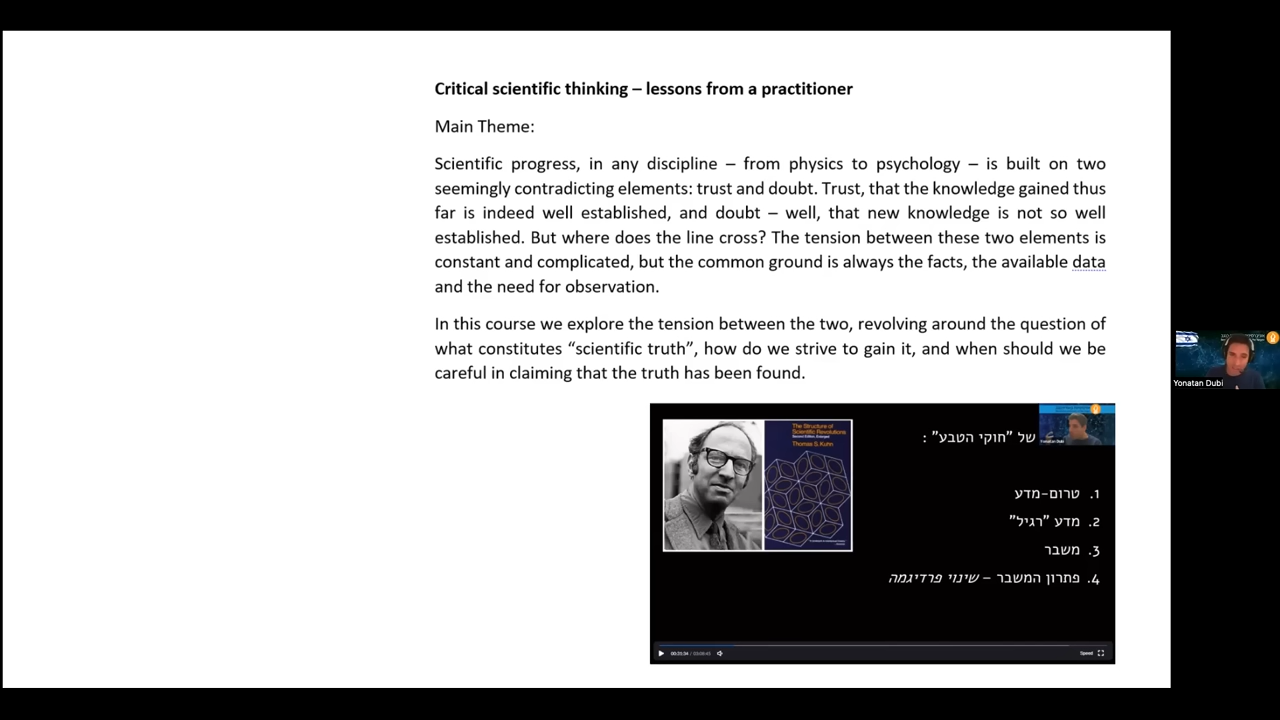 Critical scientific thinking – lessons from a practitioner
Main Theme:
Scientific progress, in any discipline – from physics to psychology – is built on two
seemingly contradicting elements: trust and doubt. Trust, that the knowledge gained thus
far is indeed well established, and doubt – well, that new knowledge is not so well
established. But where does the line cross? The tension between these two elements is
constant and complicated, but the common ground is always the facts, the available data
and the need for observation.
In this course we explore the tension between the two, revolving around the question of
what constitutes “scientific truth”, how do we strive to gain it, and when should we be
careful in claiming that the truth has been found.
The Structure of
Scientific Revolutions
Second Edition, Enlarged
Thomas S. Kuhn
של "חוקי הטבע" :
1. טרום-מדע
2. מדע "רגיל"
3. משבר
4. פתרון המשבר – שינוי פרדיגמה
Yonatan Dubi
Speed
Yonatan Dubi